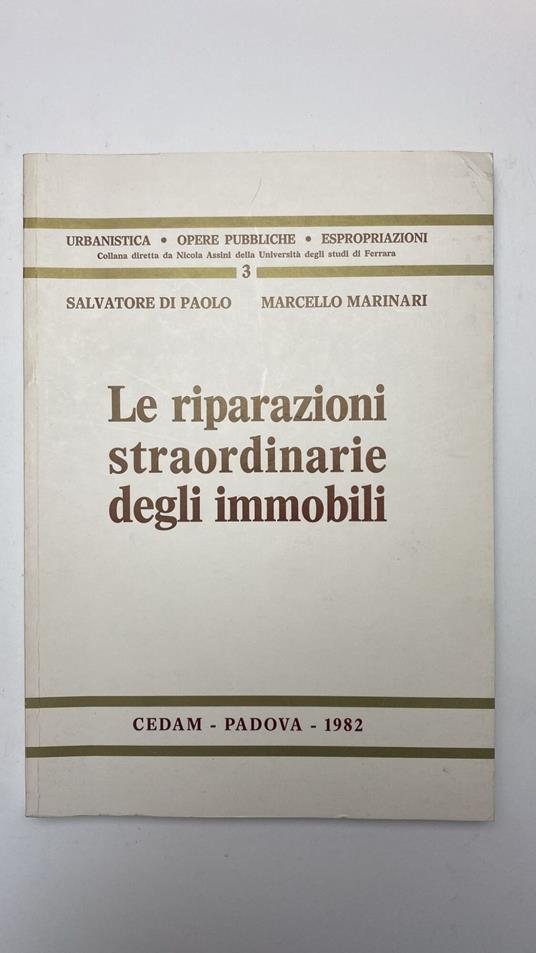 URBANISTICA • OPERE PUBBLICHE • ESPROPRIAZIONI
Collana diretta da Nicola Assini della Università degli studi di Ferrara
3
SALVATORE DI PAOLO MARCELLO MARINARI
Le riparazioni
straordinarie
degli immobili
CEDAM - PADOVA - 1982